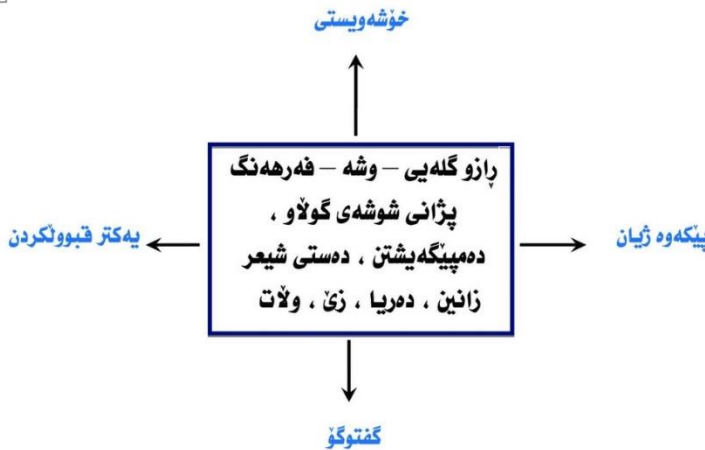 خۆشەویستی
ڕازو گلەیی – وشە – فەرهەنگ
پژانی شوشەی گوڵاو ،
دەمپێگەیشتن ، دەستی شیعر
زانین ، دەریا ، زێ ، وڵات
پێکەوە ژیان
یەکتر قبووڵکردن
گفتوگۆ